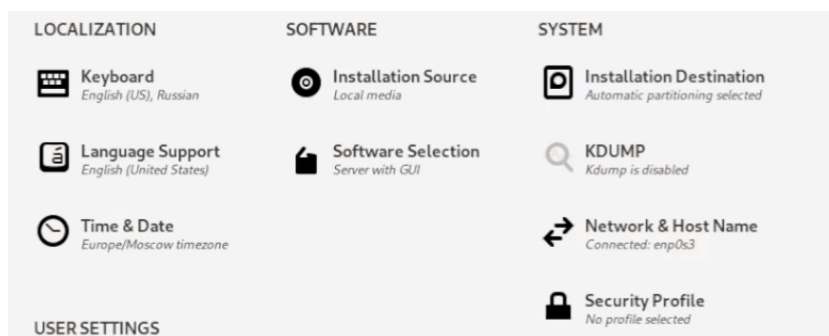 LOCALIZATION
Keyboard
English (US), Russian
Language Support
English (United States)
Time & Date
Europe/Moscow timezone
USER SETTINGS
SOFTWARE
Installation Source
Local media
Software Selection
Server with GUI
SYSTEM
Installation Destination
Automatic partitioning selected
KDUMP
Kdump is disabled
Network & Host Name
Connected: enp0s3
Security Profile
No profile selected